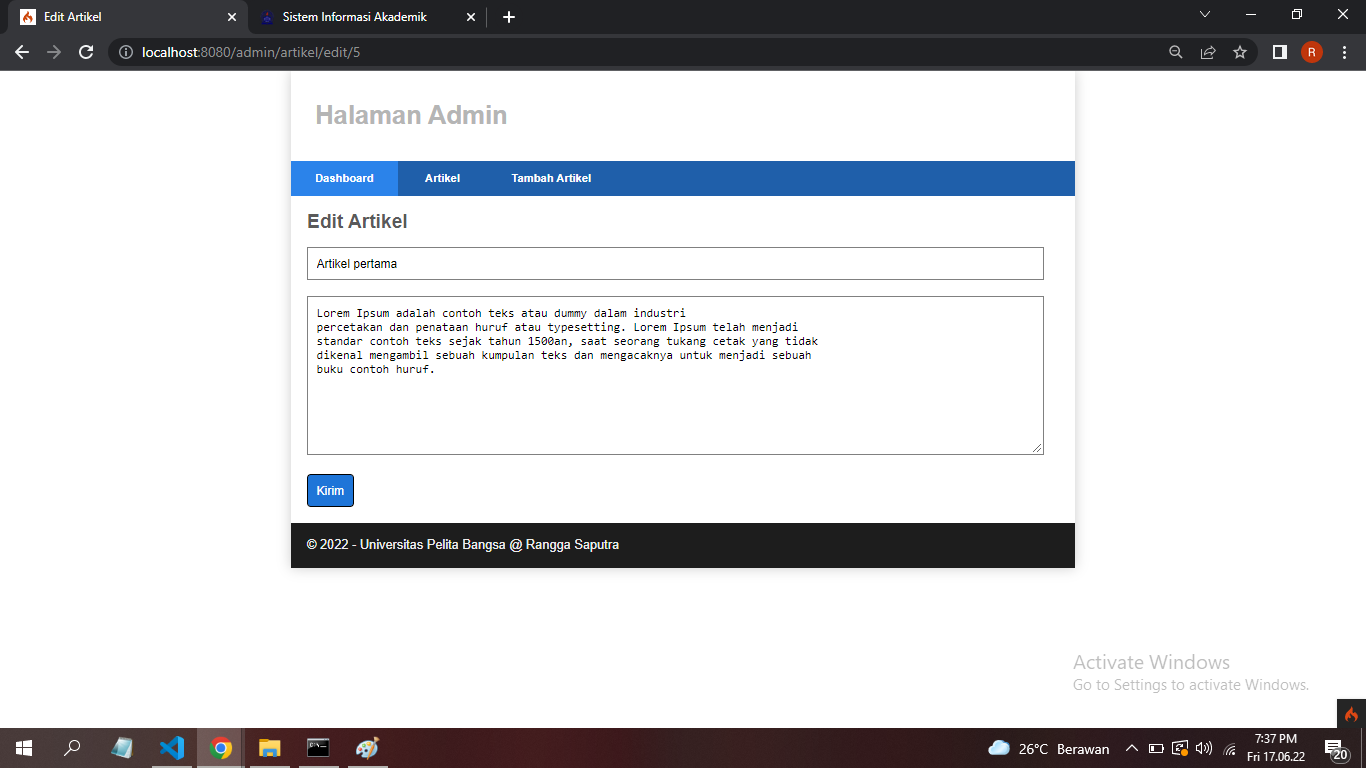 Edit Artikel
Sistem Informasi Akademik
localhost:8080/admin/artikel/edit/5
R
Halaman Admin
Dashboard
Artikel
Tambah Artikel
Edit Artikel
Artikel pertama
Lorem Ipsum adalah contoh teks atau dummy dalam industri
percetakan dan penataan huruf atau typesetting. Lorem Ipsum telah menjadi
standar contoh teks sejak tahun 1500an, saat seorang tukang cetak yang tidak
dikenal mengambil sebuah kumpulan teks dan mengacaknya untuk menjadi sebuah
buku contoh huruf.
Kirim
© 2022 - Universitas Pelita Bangsa @ Rangga Saputra
Activate Windows
Go to Settings to activate Windows.
26°C Berawan
7:37 PM
Fri 17.06.22
20